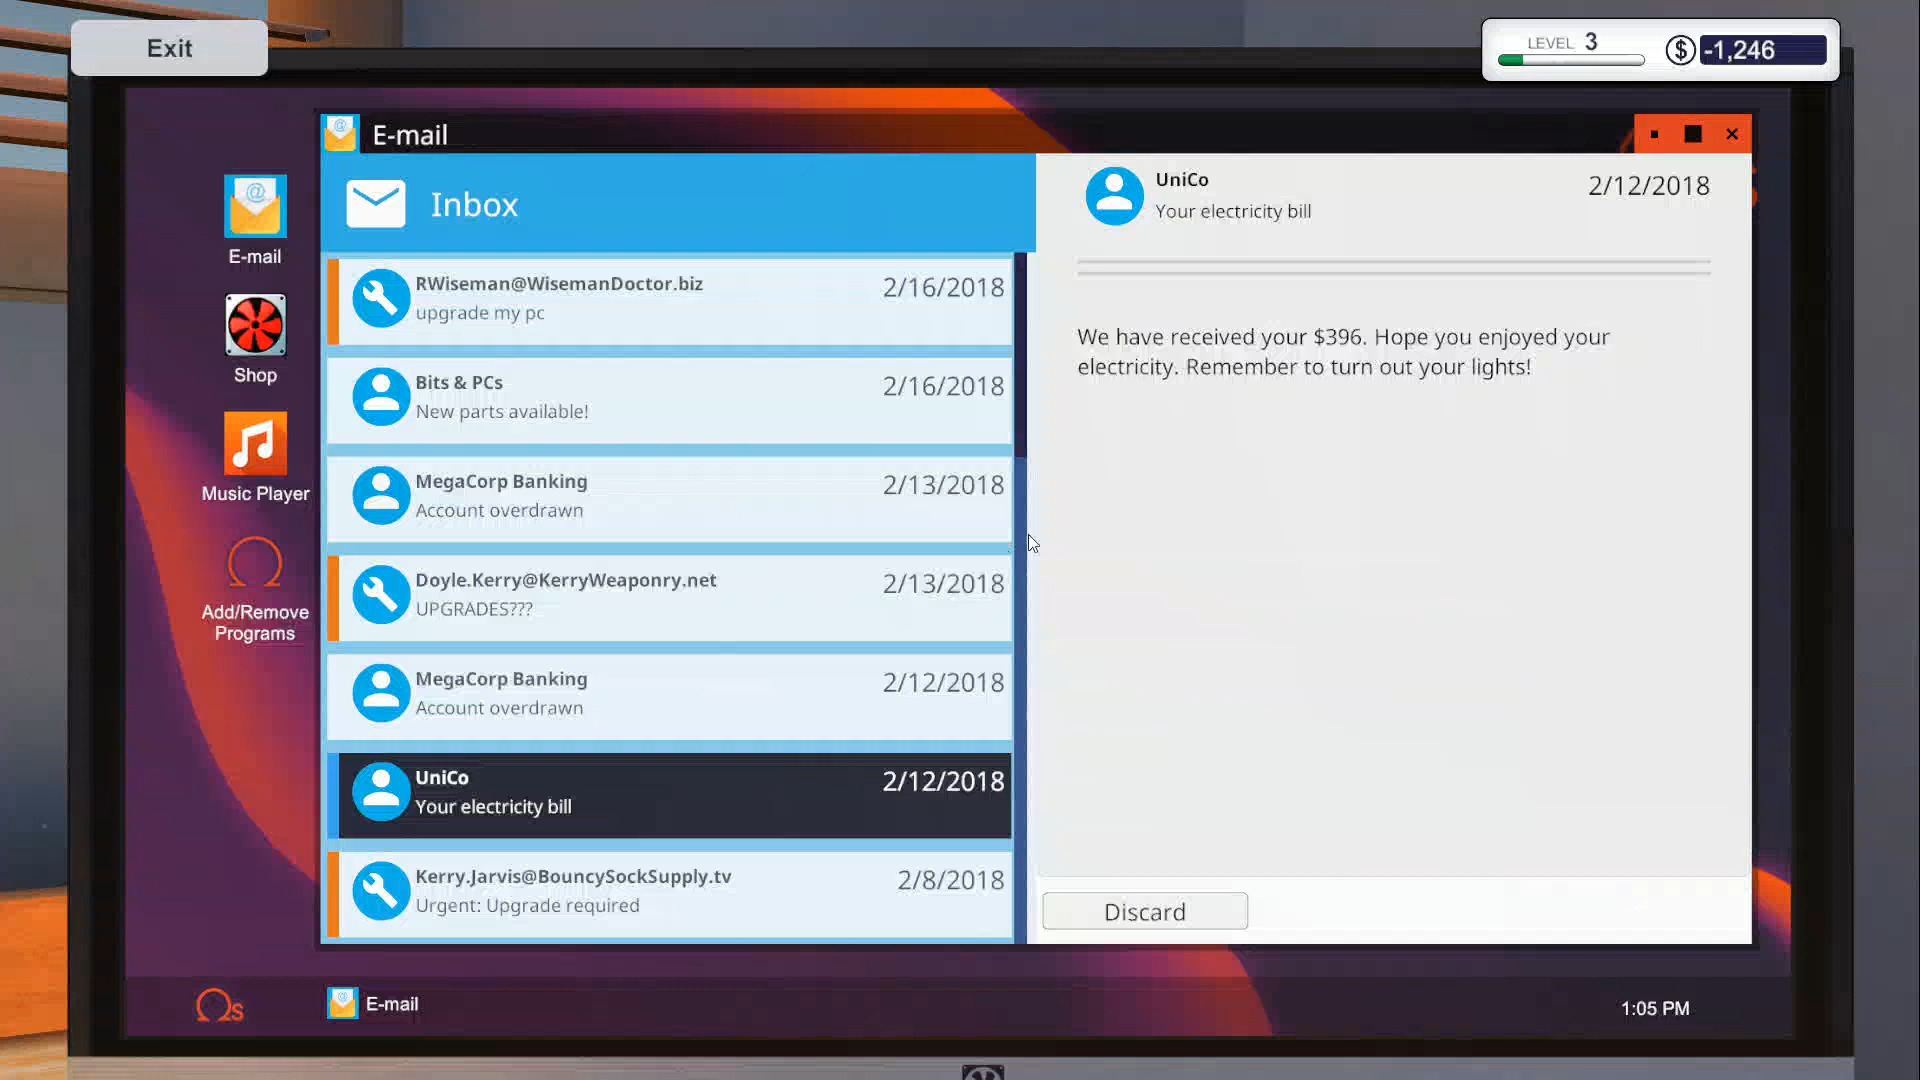 Exit
LEVEL 3
$ -1,246
E-mail
Inbox
E-mail
Shop
Music Player
Add/Remove
Programs
RWiseman@WisemanDoctor.biz
2/16/2018
upgrade my pc
Bits & PCs
2/16/2018
New parts available!
MegaCorp Banking
2/13/2018
Account overdrawn
Doyle.Kerry@KerryWeaponry.net
2/13/2018
UPGRADES???
MegaCorp Banking
2/12/2018
Account overdrawn
UniCo
2/12/2018
Your electricity bill
Kerry.Jarvis@BouncySockSupply.tv
2/8/2018
Urgent: Upgrade required
UniCo
2/12/2018
Your electricity bill
We have received your $396. Hope you enjoyed your
electricity. Remember to turn out your lights!
Discard
Ωs
E-mail
1:05 PM